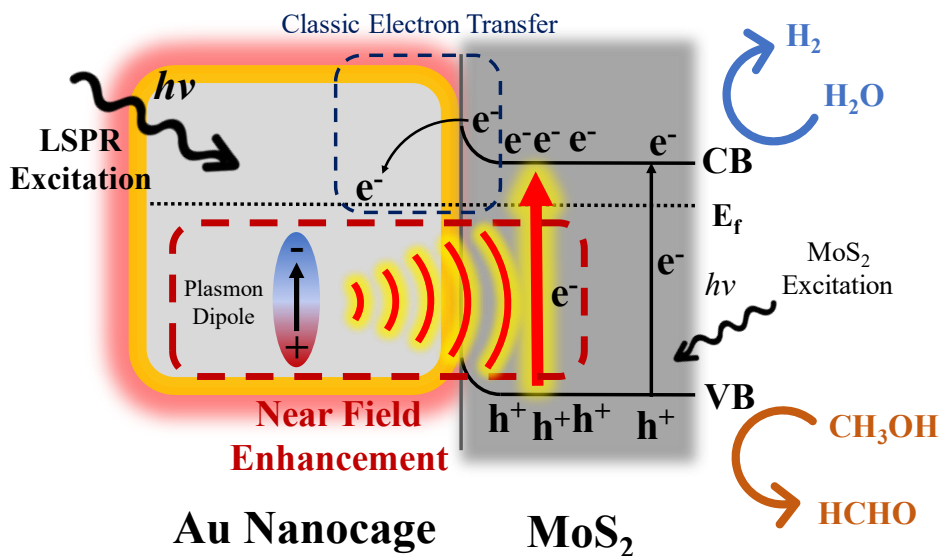 Classic Electron Transfer
hν
LSPR
Excitation
e⁻
e⁻
e⁻ e⁻ e⁻
e⁻
CB
H₂
H₂O
E_f
-
Plasmon
Dipole
+
e⁻
e⁻
hν
MoS₂
Excitation
VB
h⁺ h⁺ h⁺
h⁺
Near Field
Enhancement
CH₃OH
HCHO
Au Nanocage
MoS₂